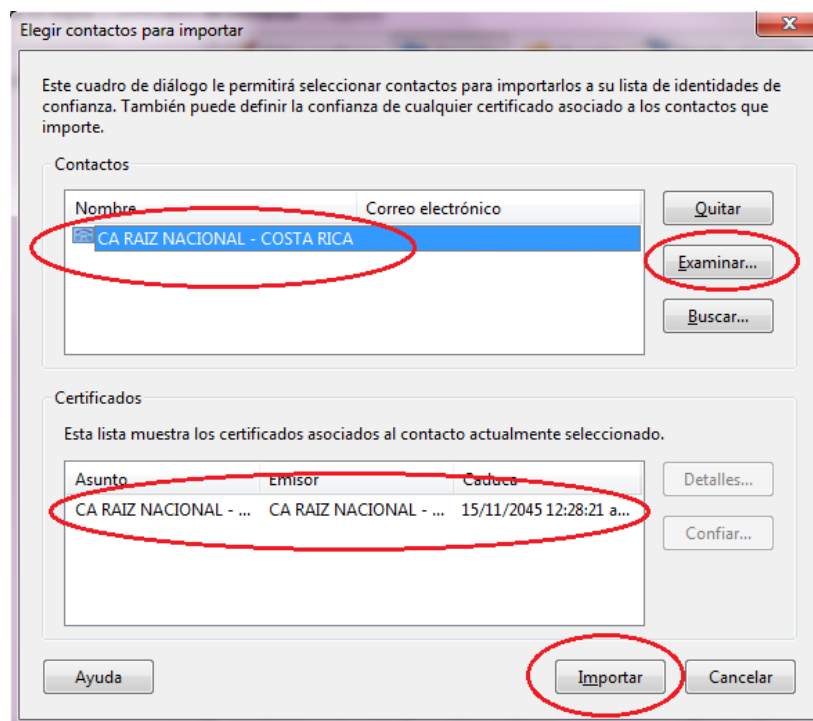 Elegir contactos para importar
Este cuadro de diálogo le permitirá seleccionar contactos para importarlos a su lista de identidades de
confianza. También puede definir la confianza de cualquier certificado asociado a los contactos que
importe.
Contactos
Nombre Correo electrónico
CA RAIZ NACIONAL - COSTA RICA
Quitar
Examinar...
Buscar...
Certificados
Esta lista muestra los certificados asociados al contacto actualmente seleccionado.
Asunto Emisor Caduca
CA RAIZ NACIONAL - ... CA RAIZ NACIONAL - ... 15/11/2045 12:28:21 a...
Detalles...
Confiar...
Ayuda Importar Cancelar